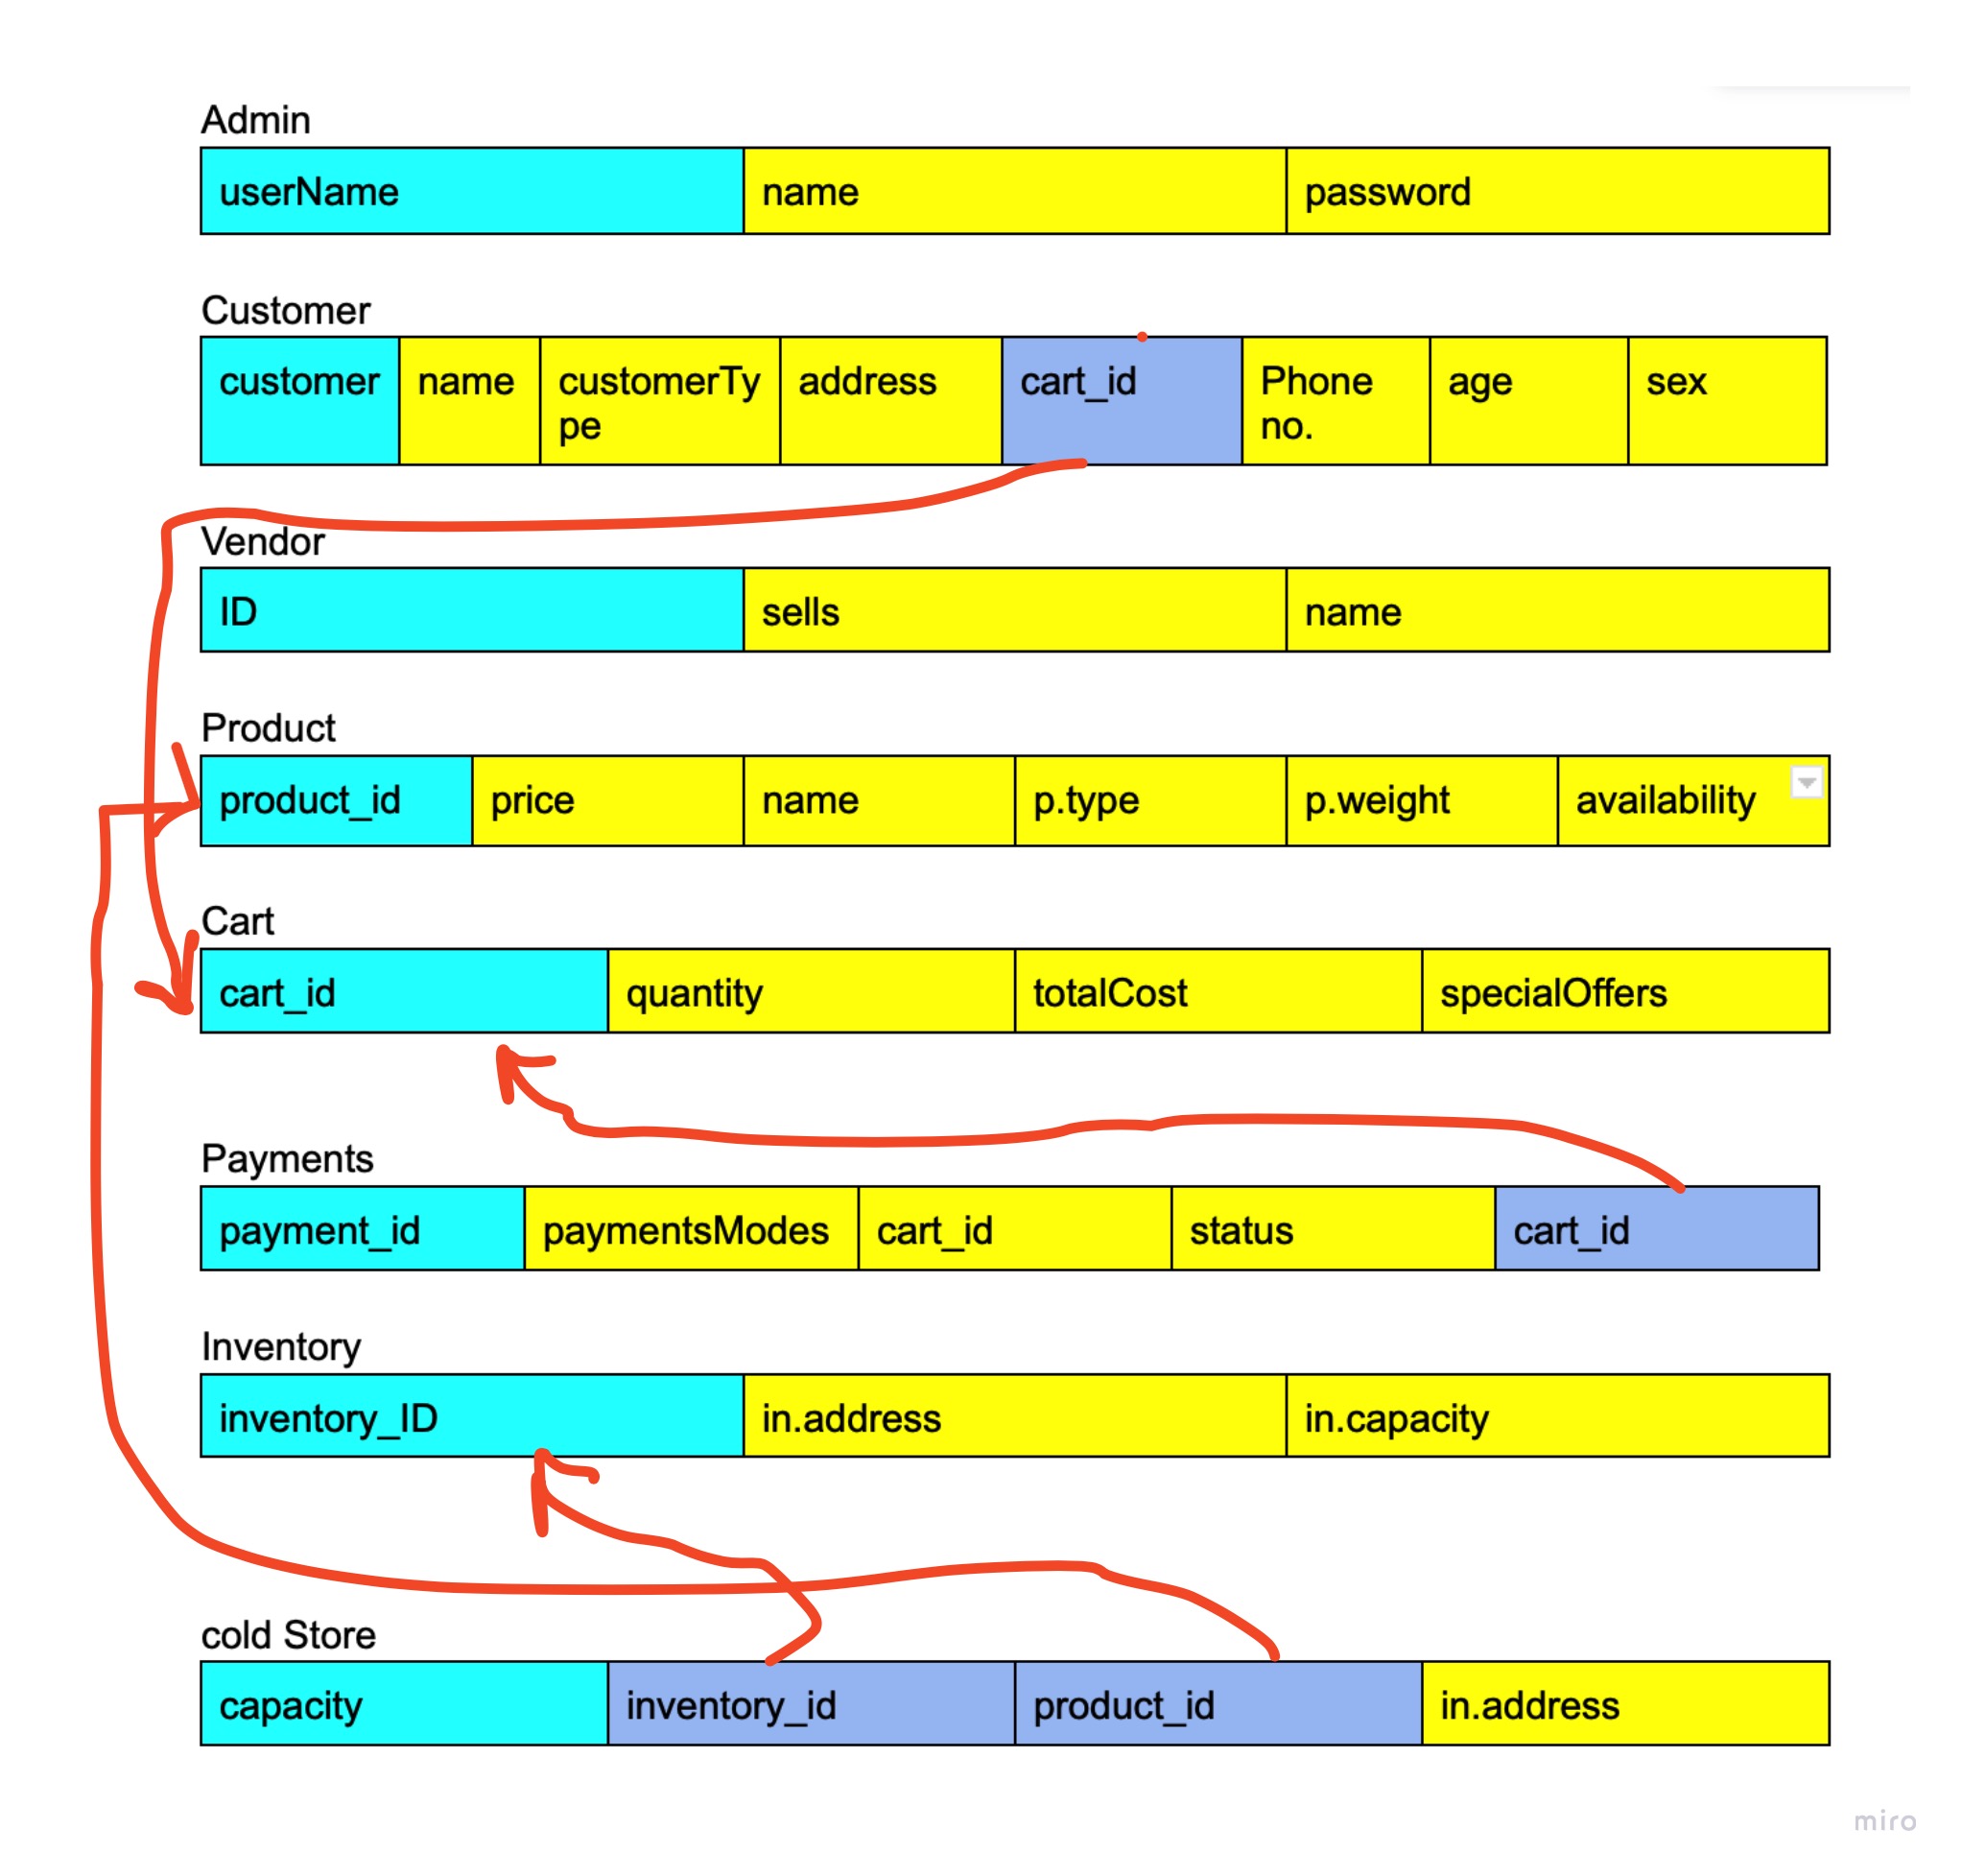 Admin
userName name password
Customer
customer name customerTy address cart_id Phone age sex
pe no.
Vendor
ID sells name
Product
product_id price name p.type p.weight availability
Cart
cart_id quantity totalCost specialOffers
Payments
payment_id paymentsModes cart_id status cart_id
Inventory
inventory_ID in.address in.capacity
cold Store
capacity inventory_id product_id in.address
miro